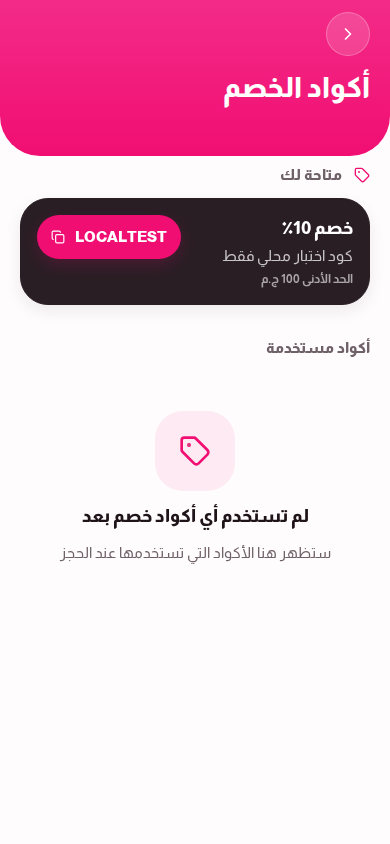 أكواد الخصم
متاحة لك
خصم 10٪
كود اختبار محلي فقط
الحد الأدنى 100 ج.م
LOCALTEST
أكواد مستخدمة
لم تستخدم أي أكواد خصم بعد
ستظهر هنا الأكواد التي تستخدمها عند الحجز